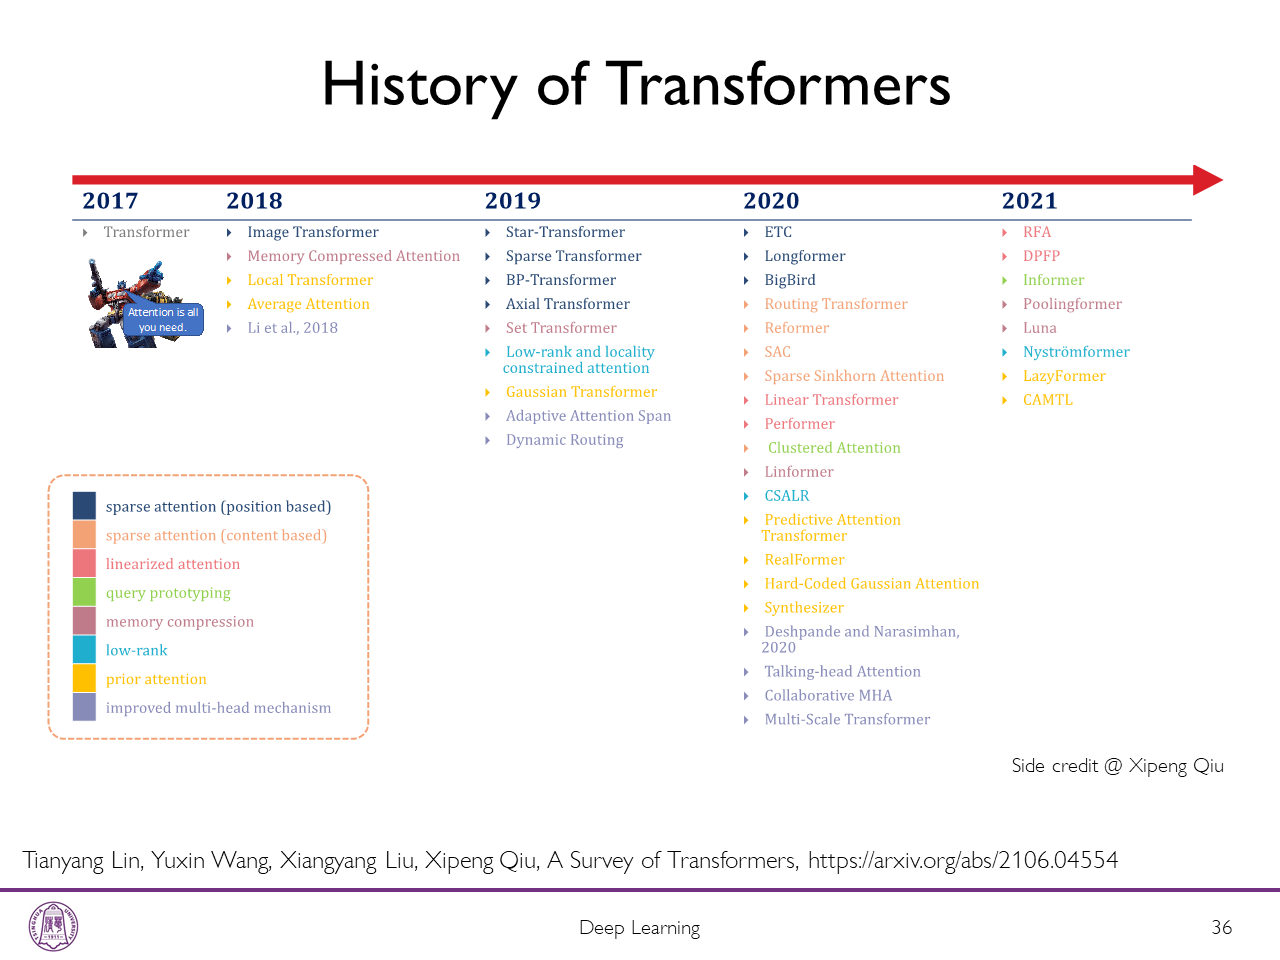 History of Transformers
2017
Transformer
Attention is all
you need.
2018
Image Transformer
Memory Compressed Attention
Local Transformer
Average Attention
Li et al., 2018
2019
Star-Transformer
Sparse Transformer
BP-Transformer
Axial Transformer
Set Transformer
Low-rank and locality
constrained attention
Gaussian Transformer
Adaptive Attention Span
Dynamic Routing
2020
ETC
Longformer
BigBird
Routing Transformer
Reformer
SAC
Sparse Sinkhorn Attention
Linear Transformer
Performer
Clustered Attention
Linformer
CSALR
Predictive Attention
Transformer
RealFormer
Hard-Coded Gaussian Attention
Synthesizer
Deshpande and Narasimhan,
2020
Talking-head Attention
Collaborative MHA
Multi-Scale Transformer
2021
RFA
DPFP
Informer
Poolingformer
Luna
Nyströmformer
LazyFormer
CAMTL
sparse attention (position based)
sparse attention (content based)
linearized attention
query prototyping
memory compression
low-rank
prior attention
improved multi-head mechanism
Side credit @ Xipeng Qiu
Tianyang Lin, Yuxin Wang, Xiangyang Liu, Xipeng Qiu, A Survey of Transformers, https://arxiv.org/abs/2106.04554
TSINGHUA UNIVERSITY
1911
Deep Learning
36